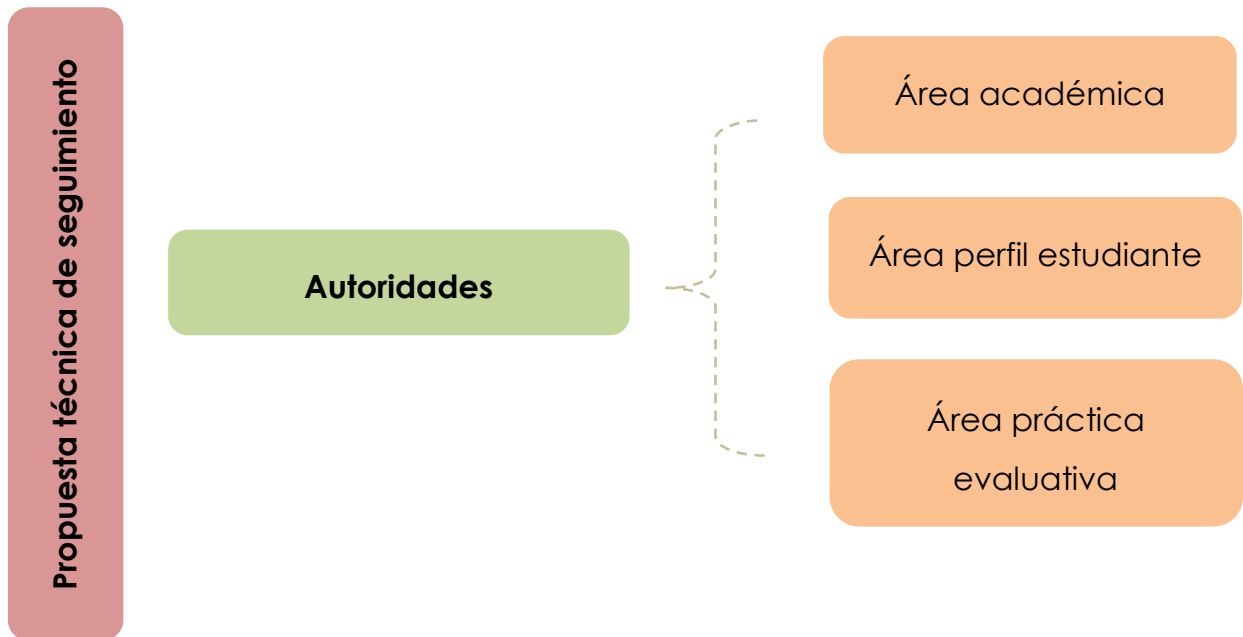 Propuesta técnica de seguimiento
Autoridades
Área académica
Área perfil estudiante
Área práctica
evaluativa